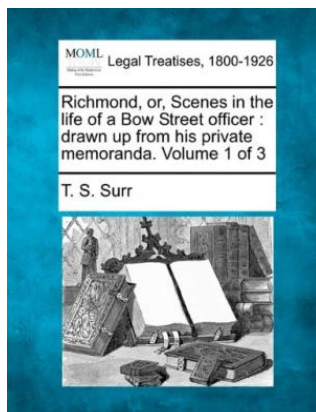 MOML
Legal Treatises, 1800-1926
Richmond, or, Scenes in the
life of a Bow Street officer :
drawn up from his private
memoranda. Volume 1 of 3
T. S. Surr